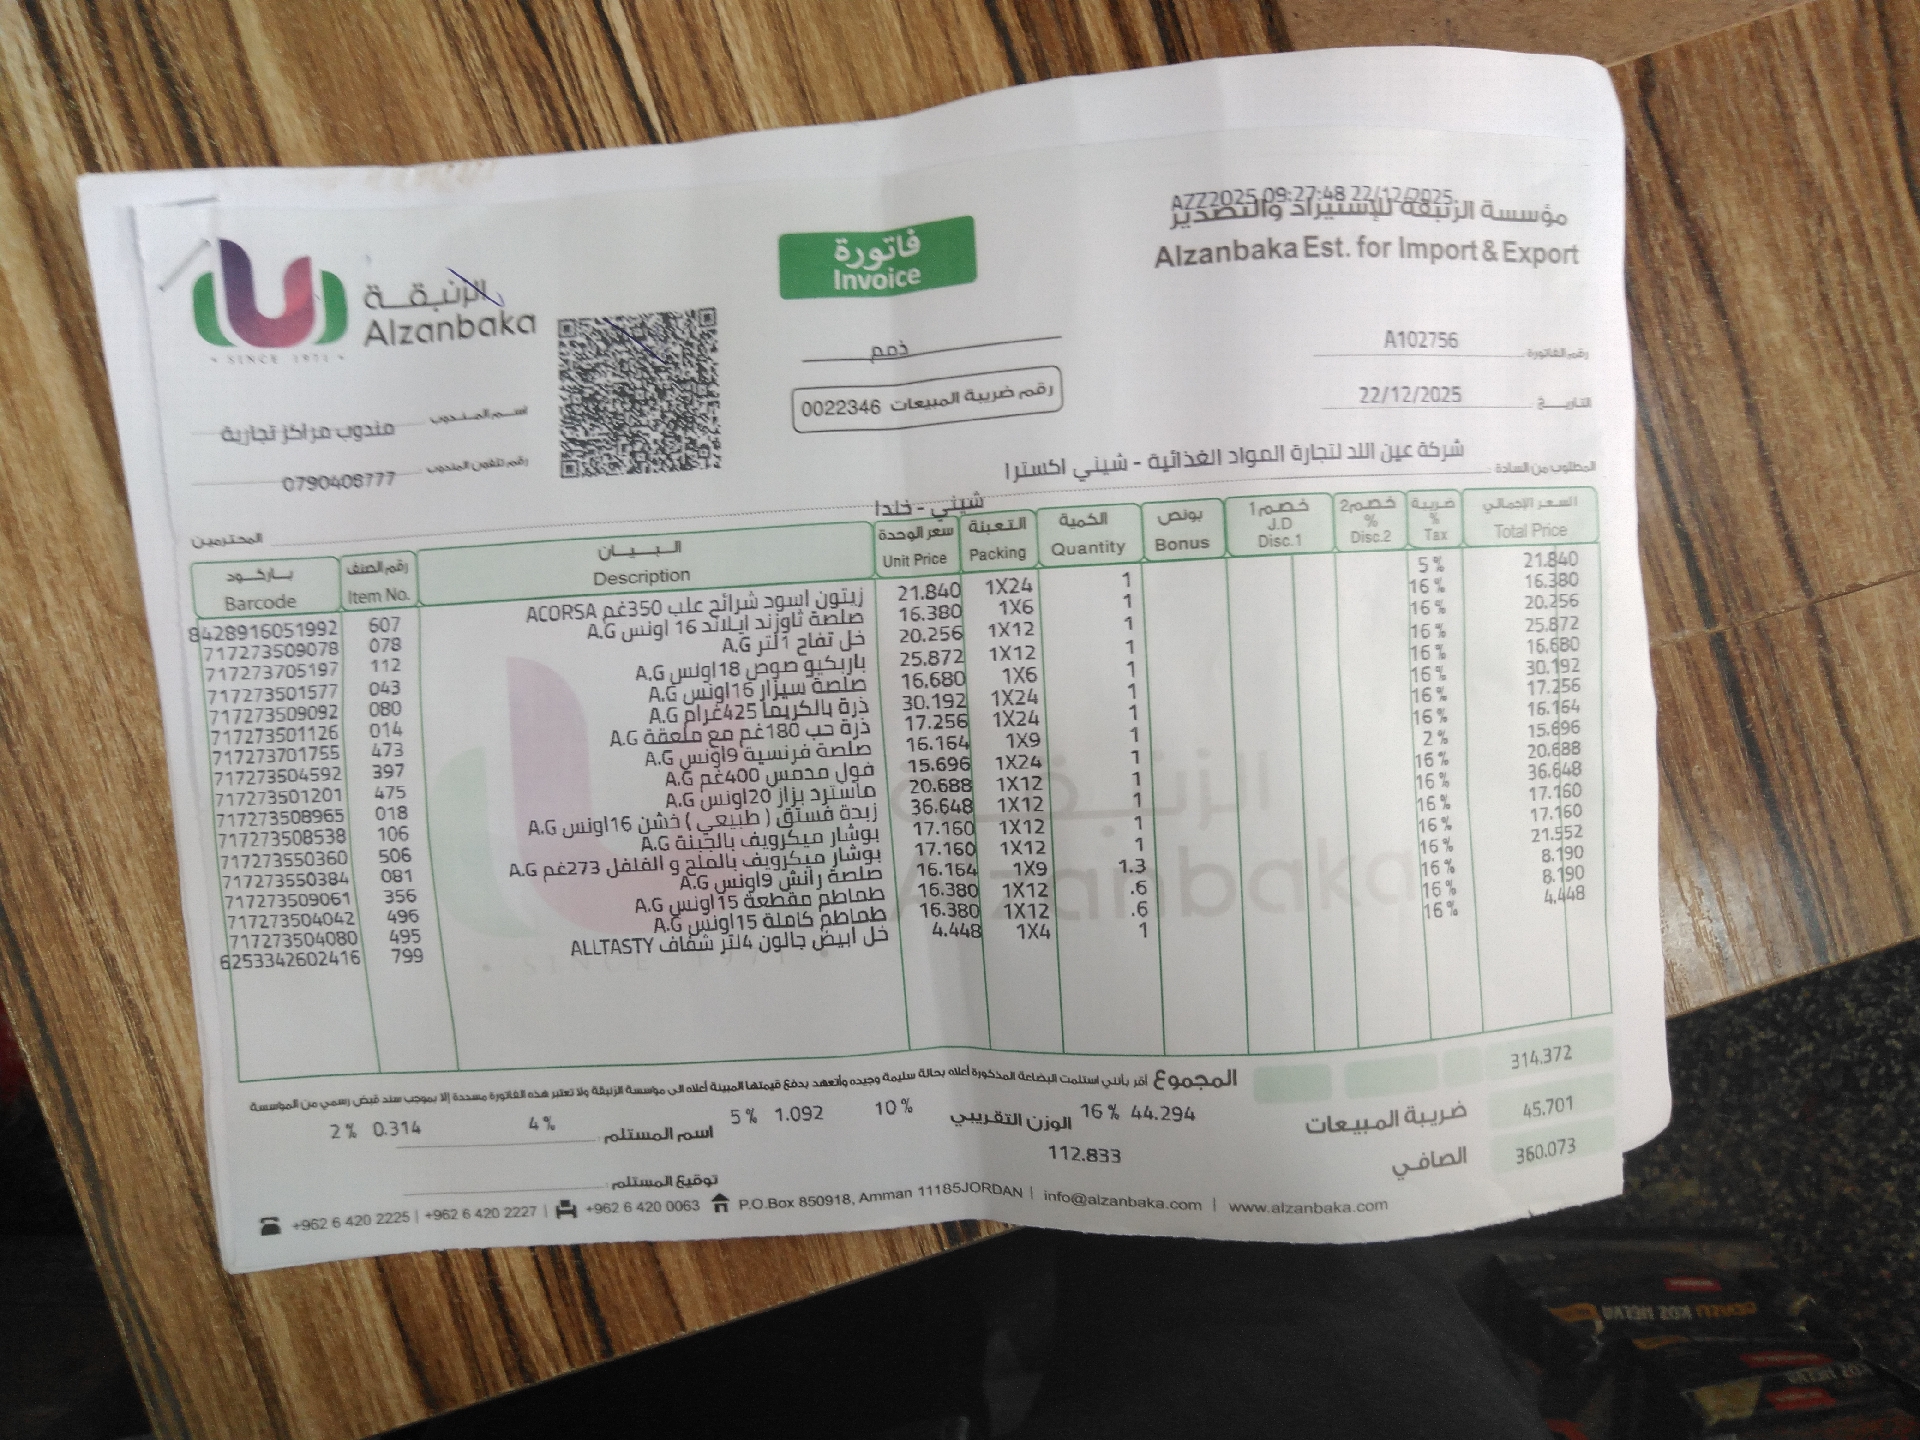 AZZ2025 09:27:48 22/12/2025
مؤسسة الزنبقة للإستيراد والتصدير
Alzanbaka Est. for Import & Export
فاتورة
Invoice
الزنبقة
Alzanbaka
• SINCE 1971 •
رقم الفاتورة A102756
ذمم
التاريخ 22/12/2025
رقم ضريبة المبيعات 0022346
اسم المندوب مندوب مراكز تجارية
رقم تلفون المندوب 0790406777
المطلوب من السادة شركة عين اللد لتجارة المواد الغذائية - شيني اكسترا
شيني - خلدا
المحترمين
باركود رقم الصنف البيان سعر الوحدة التعبئة الكمية بونص خصم1 خصم2 ضريبة السعر الإجمالي
Barcode Item No. Description Unit Price Packing Quantity Bonus J.D Disc.1 % Disc.2 % Tax Total Price
8428916051992 607 زيتون اسود شرائح علب 350غم ACORSA 21.840 1X24 1 5 % 21.840
717273509078 078 صلصة ثاوزند ايلاند 16 اونس A.G 16.380 1X6 1 16 % 16.380
717273705197 112 خل تفاح 1لتر A.G 20.256 1X12 1 16 % 20.256
717273501577 043 باربكيو صوص 18اونس A.G 25.872 1X12 1 16 % 25.872
717273509092 080 صلصة سيزار 16اونس A.G 16.680 1X6 1 16 % 16.680
717273501126 014 ذرة بالكريما 425غرام A.G 30.192 1X24 1 16 % 30.192
717273701755 473 ذرة حب 180غم مع ملعقة A.G 17.256 1X24 1 16 % 17.256
717273504592 397 صلصة فرنسية 9اونس A.G 16.164 1X9 1 16 % 16.164
717273501201 475 فول مدمس 400غم A.G 15.696 1X24 1 2 % 15.696
717273508965 018 ماسترد بزاز 20اونس A.G 20.688 1X12 1 16 % 20.688
717273508538 106 زبدة فستق ( طبيعي ) خشن 16اونس A.G 36.648 1X12 1 16 % 36.648
717273550360 506 بوشار ميكرويف بالجبنة A.G 17.160 1X12 1 16 % 17.160
717273550384 081 بوشار ميكرويف بالملح و الفلفل 273غم A.G 17.160 1X12 1 16 % 17.160
717273509061 356 صلصة رانش 9اونس A.G 16.164 1X9 1.3 16 % 21.552
717273504042 496 طماطم مقطعة 15اونس A.G 16.380 1X12 .6 16 % 8.190
717273504080 495 طماطم كاملة 15اونس A.G 16.380 1X12 .6 16 % 8.190
6253342602416 799 خل ابيض جالون 4لتر شفاف ALLTASTY 4.448 1X4 1 16 % 4.448
المجموع 314.372
أقر بأنني استلمت البضاعة المذكورة أعلاه بحالة سليمة وجيده وأتعهد بدفع قيمتها المبينة أعلاه الى مؤسسة الزنبقة ولا تعتبر هذه الفاتورة مسددة إلا بموجب سند قبض رسمي من المؤسسة
ضريبة المبيعات 45.701
2 % 0.314 4 % 5 % 1.092 10 % 16 % 44.294
اسم المستلم
الوزن التقريبي 112.833
الصافي 360.073
توقيع المستلم
+962 6 420 2225 | +962 6 420 2227 | +962 6 420 0063 P.O.Box 850918, Amman 11185JORDAN | info@alzanbaka.com | www.alzanbaka.com